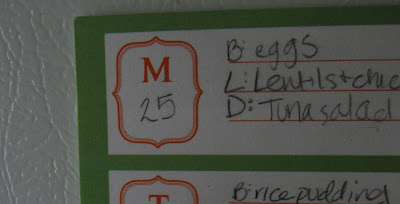 M
25
B: eggs
L: Lentils + chic
D: Tuna salad
T
B: rice pudding